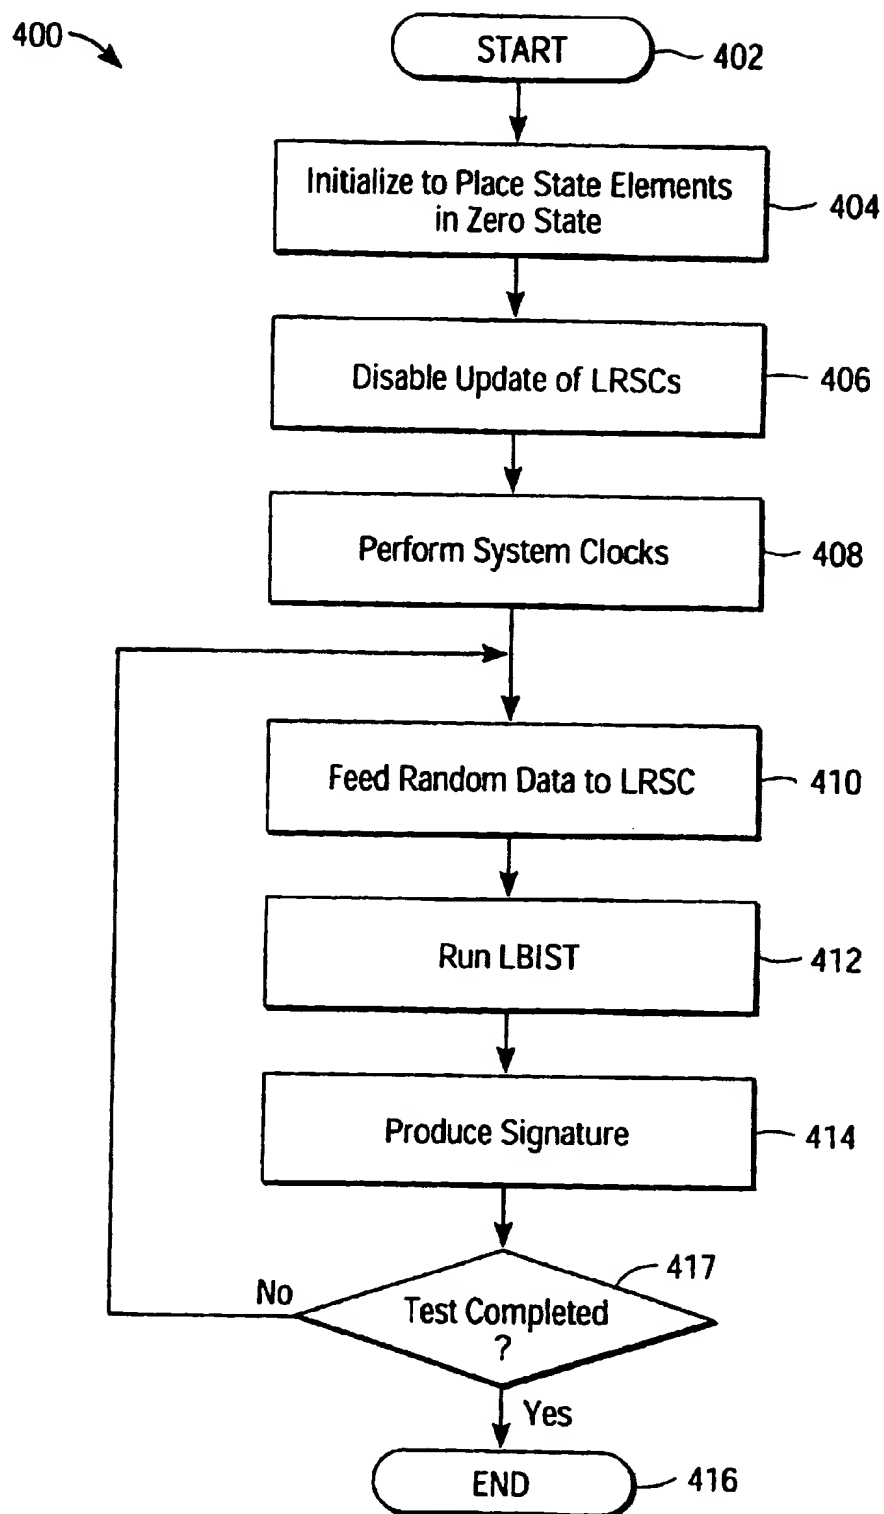 400
START
402
Initialize to Place State Elements
in Zero State
404
Disable Update of LRSCs
406
Perform System Clocks
408
Feed Random Data to LRSC
410
Run LBIST
412
Produce Signature
414
417
No
Test Completed
?
Yes
END
416